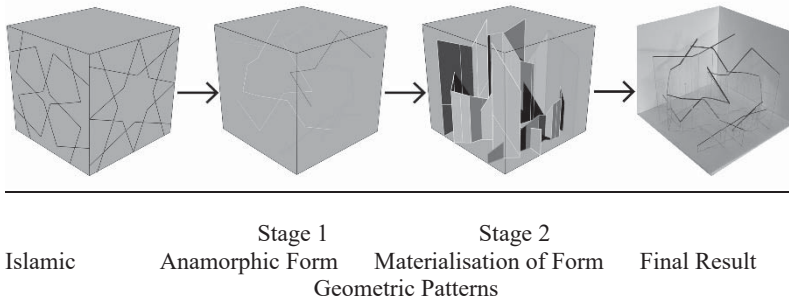 Stage 1 Stage 2
Islamic Anamorphic Form Materialisation of Form Final Result
Geometric Patterns